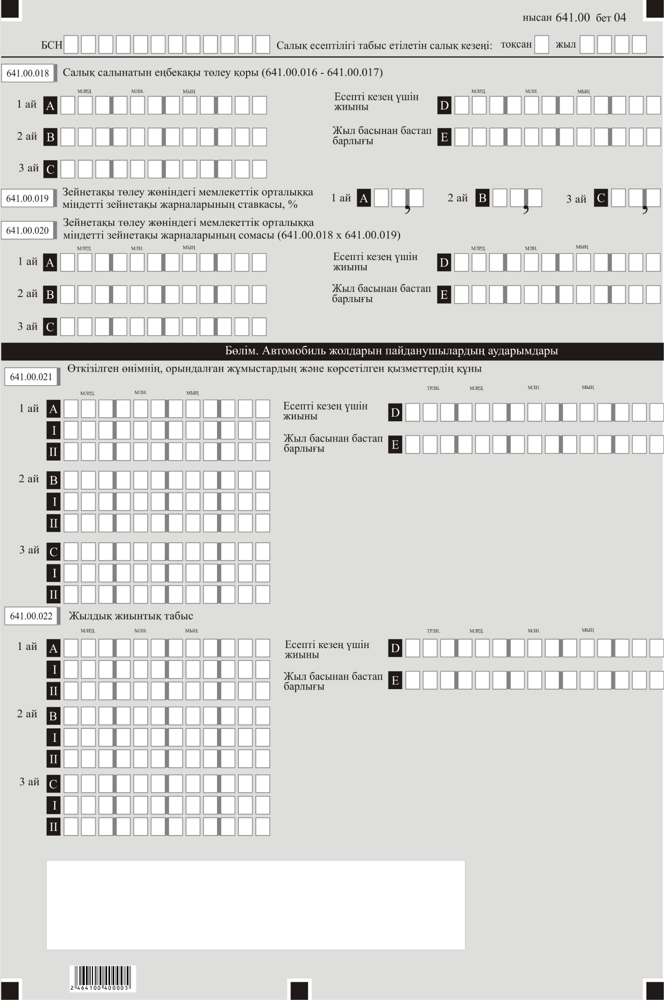 нысан 641.00 бет 04
БСН Салық есептілігі табыс етілетін салық кезеңі: тоқсан жыл
641.00.018 Салық салынатын еңбекақы төлеу қоры (641.00.016 - 641.00.017)
МЛРД. МЛН. МЫҢ МЛРД. МЛН. МЫҢ
1 ай A Есепті кезең үшін
жиыны D
2 ай B Жыл басынан бастап
барлығы E
3 ай C
641.00.019 Зейнетақы төлеу жөніндегі мемлекеттік орталыққа
міндетті зейнетақы жарналарының ставкасы, % 1 ай A , 2 ай B , 3 ай C ,
641.00.020 Зейнетақы төлеу жөніндегі мемлекеттік орталыққа
міндетті зейнетақы жарналарының сомасы (641.00.018 х 641.00.019)
МЛРД. МЛН. МЫҢ МЛРД. МЛН. МЫҢ
1 ай A Есепті кезең үшін
жиыны D
2 ай B Жыл басынан бастап
барлығы E
3 ай C
Бөлім. Автомобиль жолдарын пайданушылардың аударымдары
641.00.021 Өткізілген өнімнің, орындалған жұмыстардың және көрсетілген қызметтердің құны
МЛРД. МЛН. МЫҢ ТРЛН. МЛРД. МЛН. МЫҢ
1 ай A Есепті кезең үшін
жиыны D
I
II Жыл басынан бастап
барлығы E
2 ай B
I
II
3 ай C
I
II
641.00.022 Жылдық жиынтық табыс
МЛРД. МЛН. МЫҢ ТРЛН. МЛРД. МЛН. МЫҢ
1 ай A Есепті кезең үшін
жиыны D
I
II Жыл басынан бастап
барлығы E
2 ай B
I
II
3 ай C
I
II
2 464100 400005